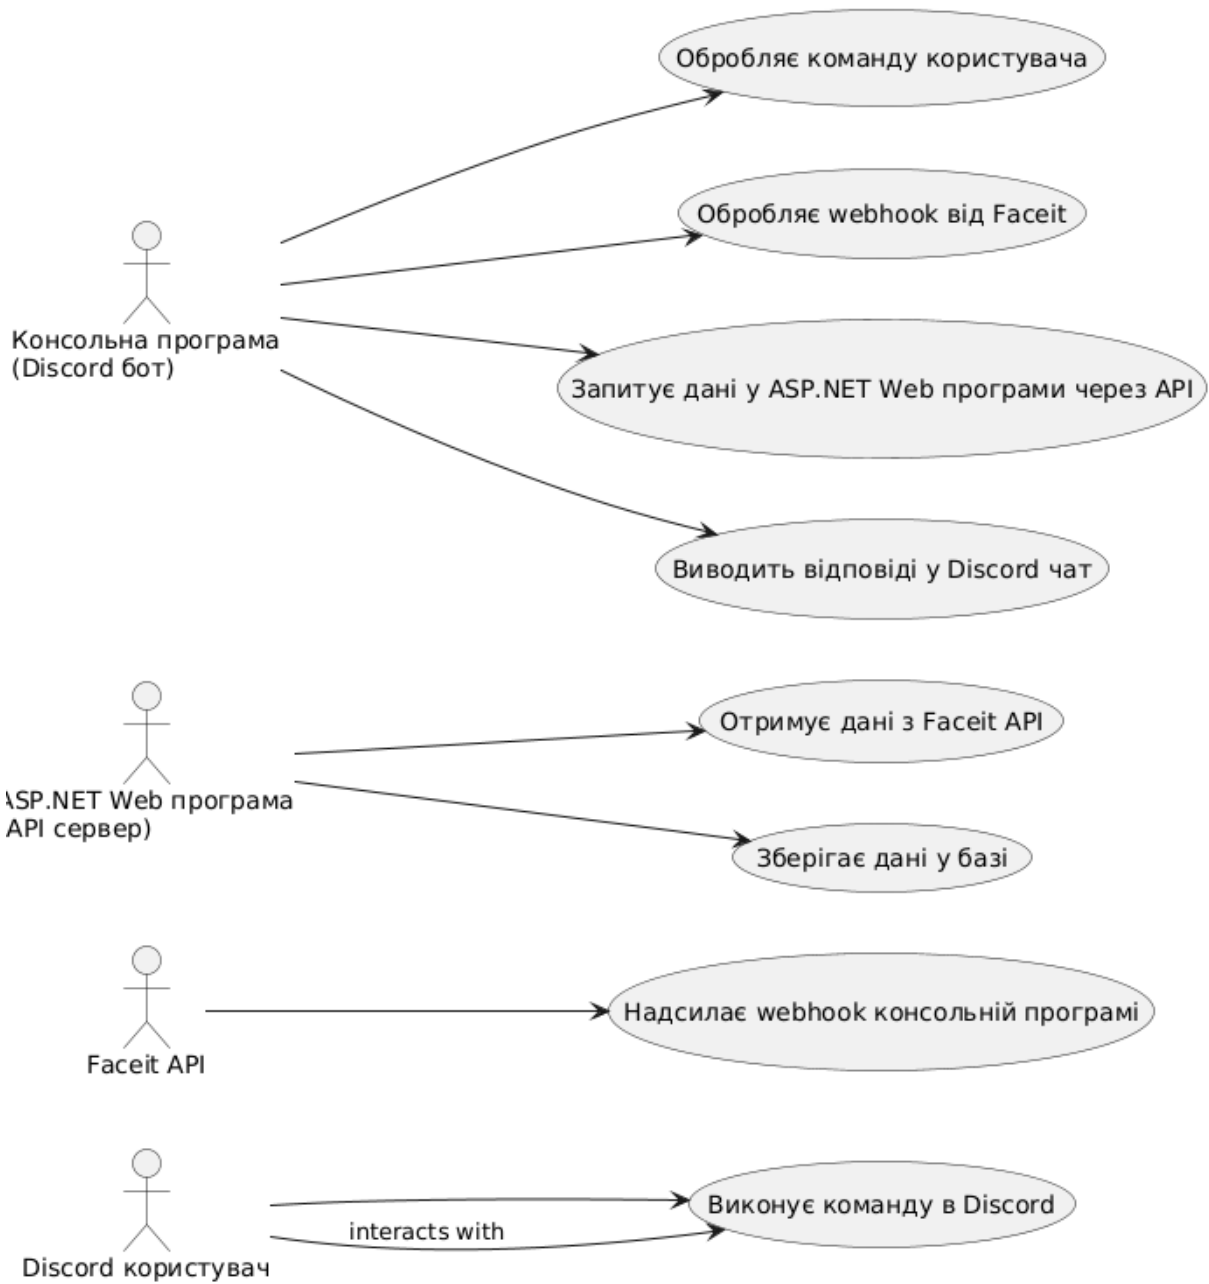 Обробляє команду користувача
Обробляє webhook від Faceit
Консольна програма
(Discord бот)
Запитує дані у ASP.NET Web програми через API
Виводить відповіді у Discord чат
Отримує дані з Faceit API
ASP.NET Web програма
API сервер)
Зберігає дані у базі
Надсилає webhook консольній програмі
Faceit API
Виконує команду в Discord
interacts with
Discord користувач